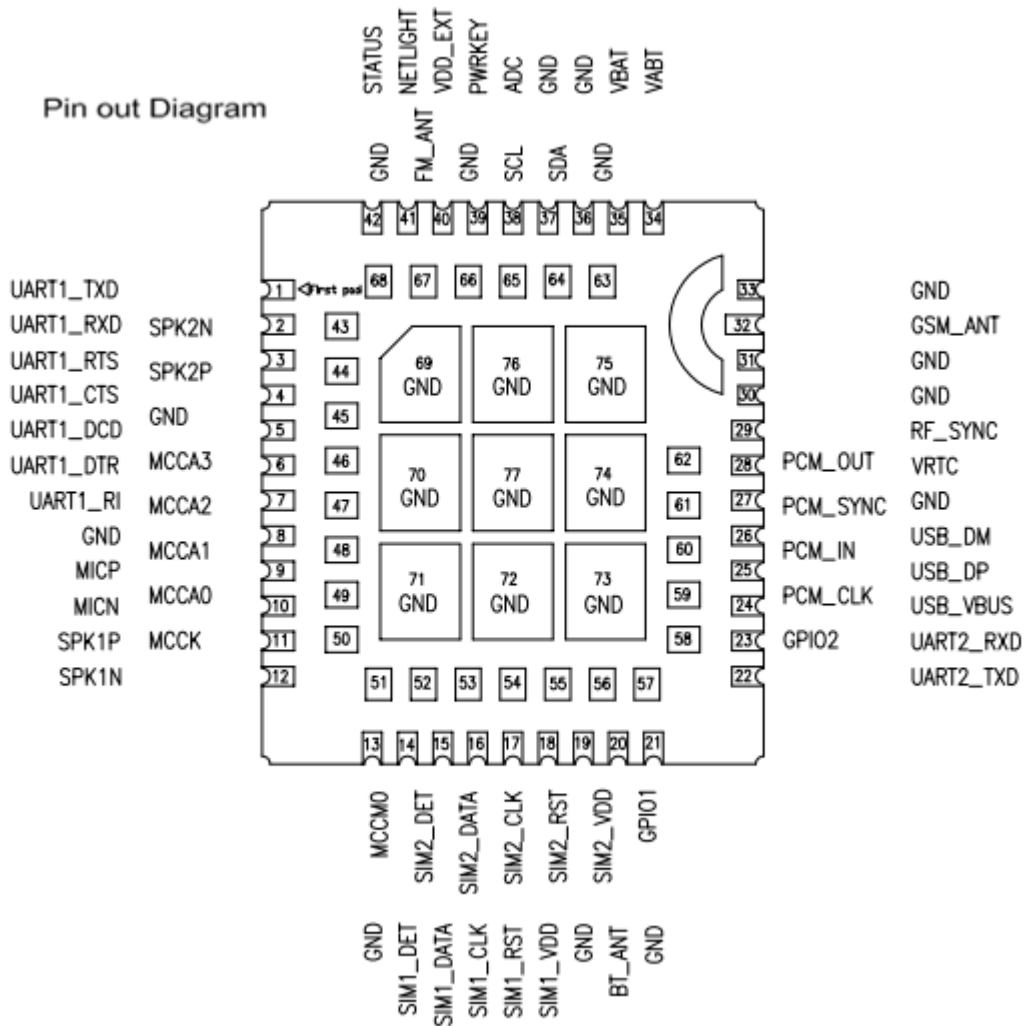 STATUS NETLIGHT VDD_EXT PWRKEY ADC GND GND VBAT VABT
Pin out Diagram
GND FM_ANT GND SCL SDA GND
42 41 40 39 38 37 36 35 34
68 67 66 65 64 63
UART1_TXD 1 First pad 33 GND
UART1_RXD SPK2N 2 43 32 GSM_ANT
UART1_RTS SPK2P 3 44 69 GND 76 GND 75 GND 31 GND
UART1_CTS 4 30 GND
UART1_DCD GND 5 45 29 RF_SYNC
UART1_DTR MCCA3 6 46 62 28 PCM_OUT VRTC
UART1_RI MCCA2 7 47 70 GND 77 GND 74 GND 61 27 PCM_SYNC GND
GND MCCA1 8 48 60 26 PCM_IN USB_DM
MICP 9 25 USB_DP
MICN MCCA0 10 49 71 GND 72 GND 73 GND 59 24 PCM_CLK USB_VBUS
SPK1P MCCK 11 50 58 23 GPIO2 UART2_RXD
SPK1N 12 22 UART2_TXD
51 52 53 54 55 56 57
13 14 15 16 17 18 19 20 21
MCCM0 SIM2_DET SIM2_DATA SIM2_CLK SIM2_RST SIM2_VDD GPIO1
GND SIM1_DET SIM1_DATA SIM1_CLK SIM1_RST SIM1_VDD GND BT_ANT GND